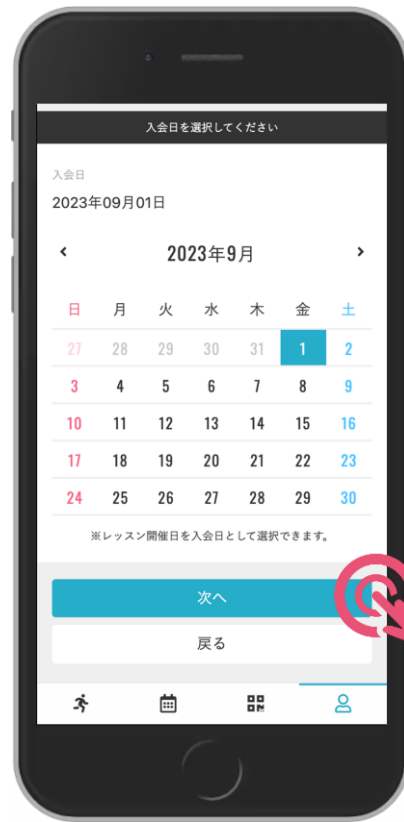 入会日を選択してください
入会日
2023年09月01日
2023年9月
日 月 火 水 木 金 土
27 28 29 30 31 1 2
3 4 5 6 7 8 9
10 11 12 13 14 15 16
17 18 19 20 21 22 23
24 25 26 27 28 29 30
※レッスン開催日を入会日として選択できます。
次へ
戻る